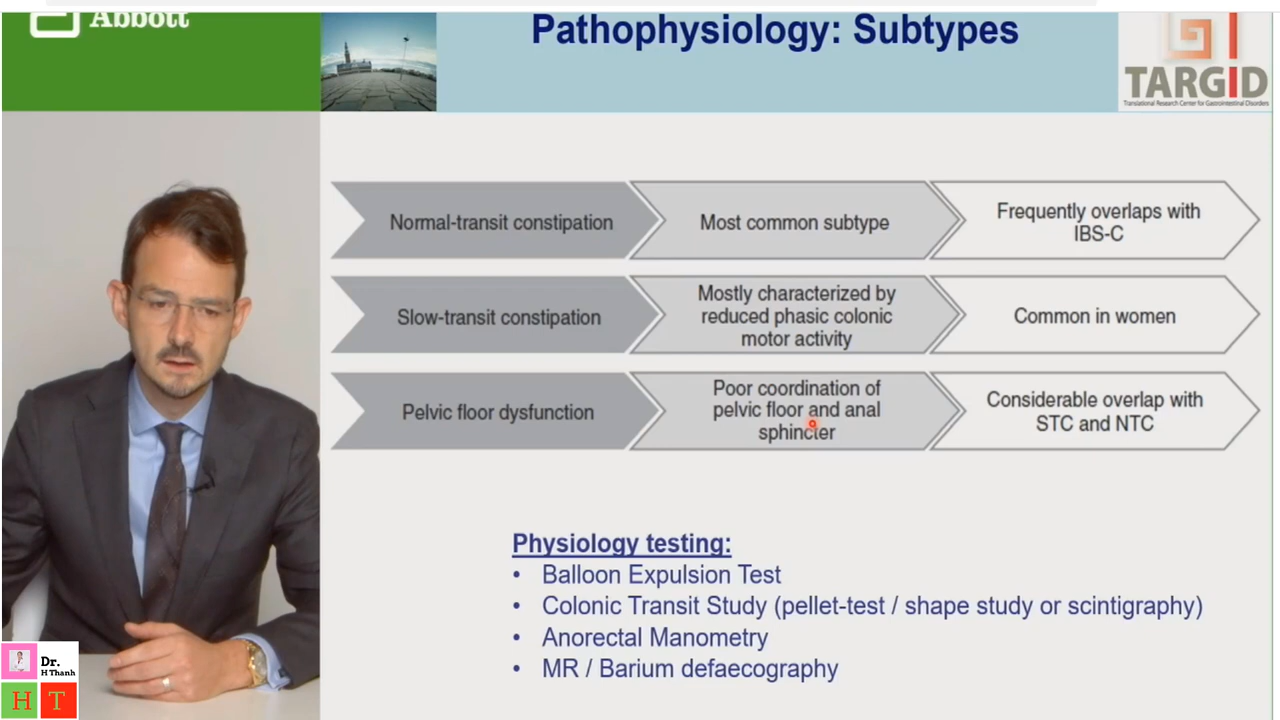 Abbott
Pathophysiology: Subtypes
TARGID
Translational Research Center for Gastrointestinal Disorders
Normal-transit constipation
Most common subtype
Frequently overlaps with
IBS-C
Slow-transit constipation
Mostly characterized by
reduced phasic colonic
motor activity
Common in women
Pelvic floor dysfunction
Poor coordination of
pelvic floor and anal
sphincter
Considerable overlap with
STC and NTC
Physiology testing:
• Balloon Expulsion Test
• Colonic Transit Study (pellet-test / shape study or scintigraphy)
• Anorectal Manometry
• MR / Barium defaecography
Dr.
H Thanh
H T